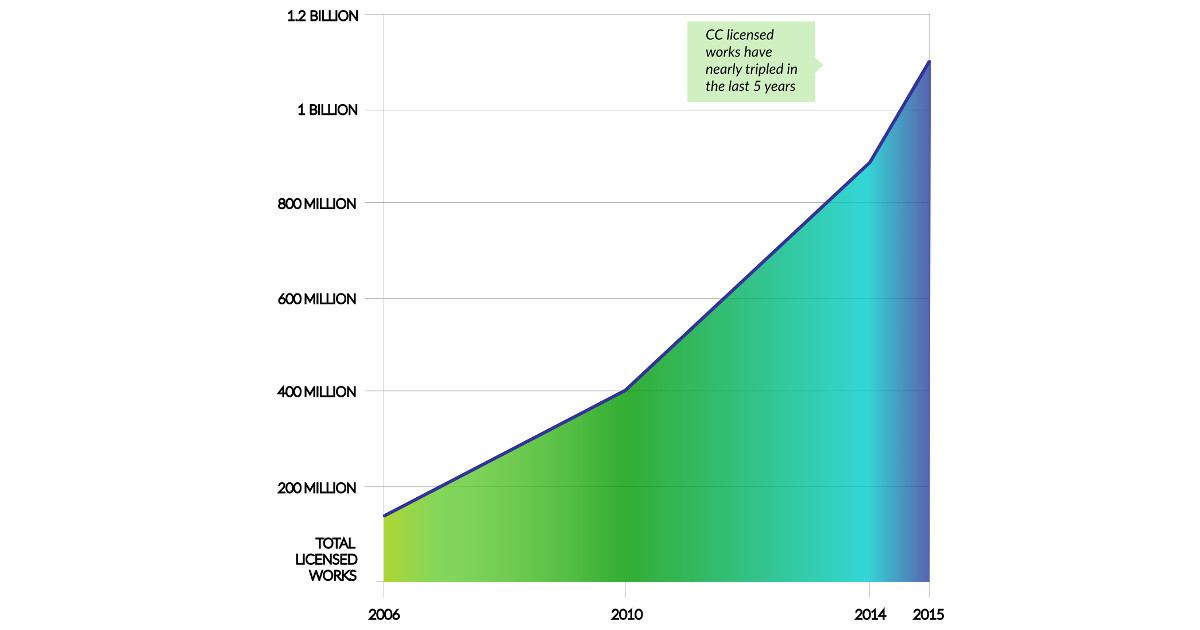 1.2 BILLION
CC licensed
works have
nearly tripled in
the last 5 years
1 BILLION
800 MILLION
600 MILLION
400 MILLION
200 MILLION
TOTAL
LICENSED
WORKS
2006
2010
2014
2015